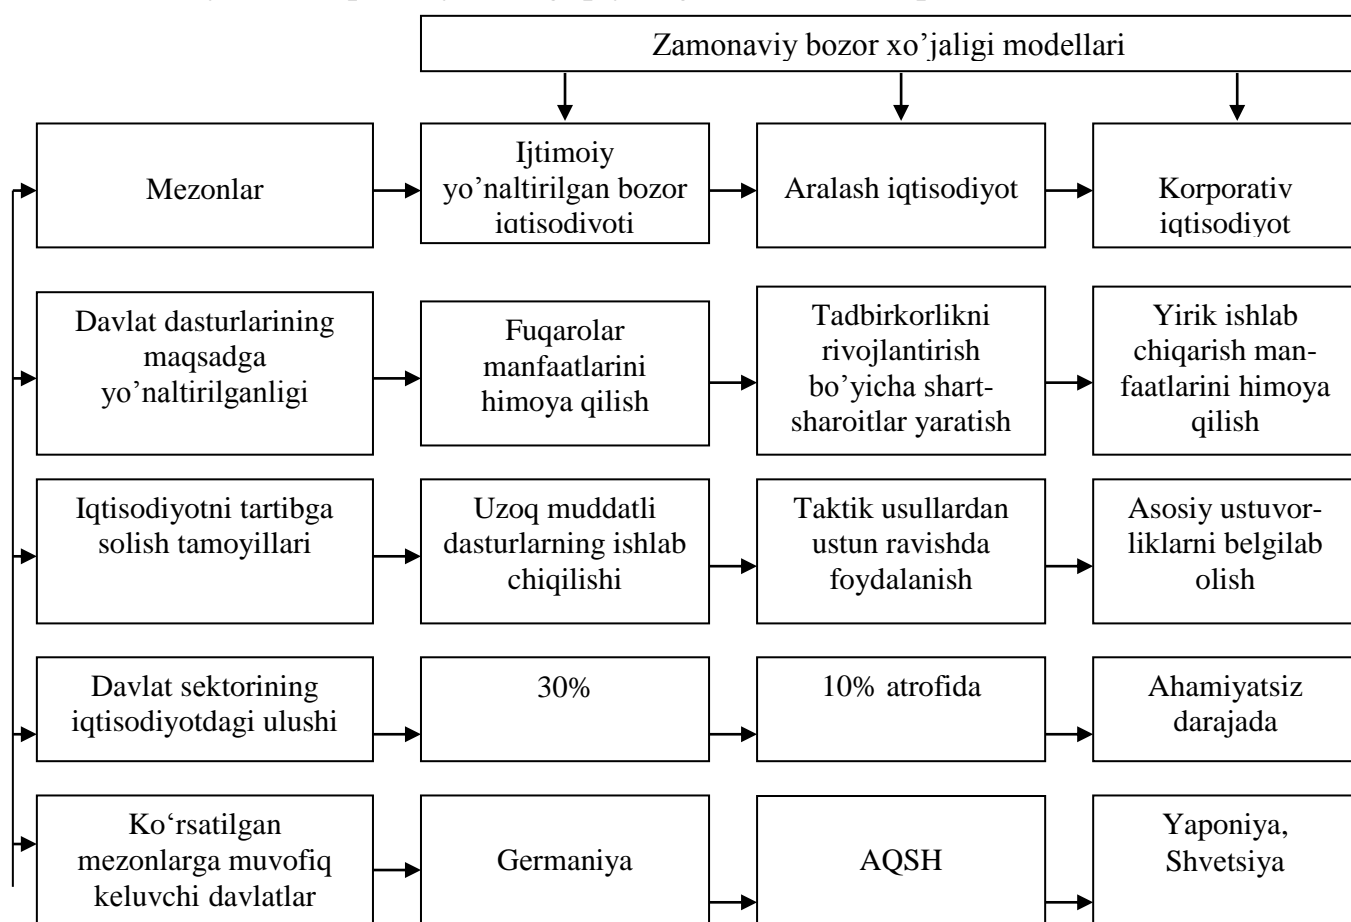 Zamonaviy bozor xo’jaligi modellari
Mezonlar
Ijtimoiy
yo’naltirilgan bozor
iqtisodiyoti
Aralash iqtisodiyot
Korporativ
iqtisodiyot
Davlat dasturlarining
maqsadga
yo’naltirilganligi
Fuqarolar
manfaatlarini
himoya qilish
Tadbirkorlikni
rivojlantirish
bo’yicha shart-
sharoitlar yaratish
Yirik ishlab
chiqarish man-
faatlarini himoya
qilish
Iqtisodiyotni tartibga
solish tamoyillari
Uzoq muddatli
dasturlarning ishlab
chiqilishi
Taktik usullardan
ustun ravishda
foydalanish
Asosiy ustuvor-
liklarni belgilab
olish
Davlat sektorining
iqtisodiyotdagi ulushi
30%
10% atrofida
Ahamiyatsiz
darajada
Ko‘rsatilgan
mezonlarga muvofiq
keluvchi davlatlar
Germaniya
AQSH
Yaponiya,
Shvetsiya